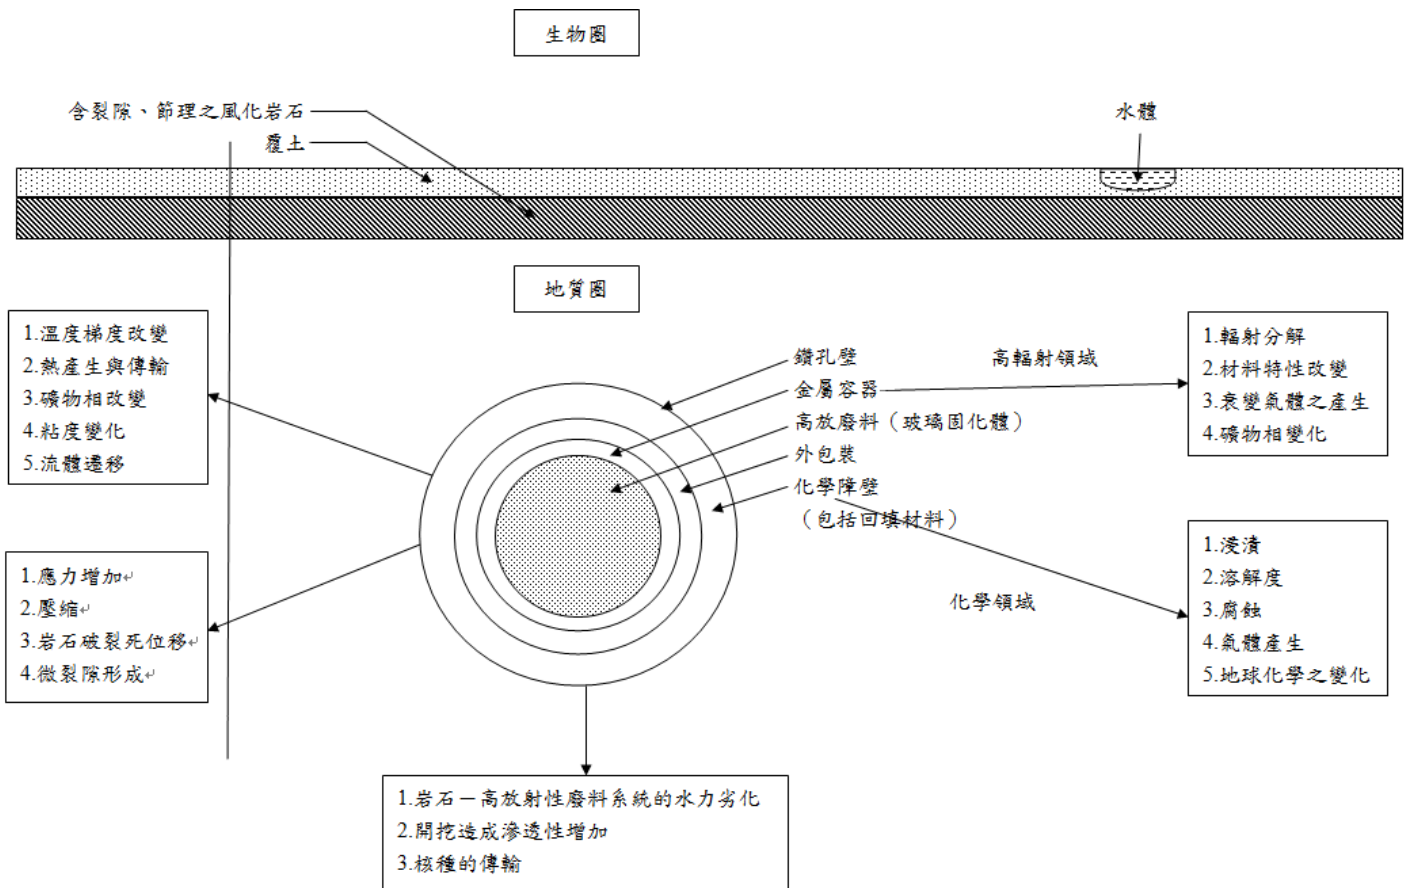 生物圈
含裂隙、節理之風化岩石
水體
覆土
地質圈
1.溫度梯度改變
2.熱產生與傳輸
3.礦物相改變
4.粘度變化
5.流體遷移
鑽孔壁
金屬容器
高放廢料（玻璃固化體）
外包裝
化學障壁
（包括回填材料）
高輻射領域
1.輻射分解
2.材料特性改變
3.衰變氣體之產生
4.礦物相變化
1.應力增加
2.壓縮
3.岩石破裂死位移
4.微裂隙形成
化學領域
1.浸漬
2.溶解度
3.腐蝕
4.氣體產生
5.地球化學之變化
1.岩石－高放射性廢料系統的水力劣化
2.開挖造成滲透性增加
3.核種的傳輸